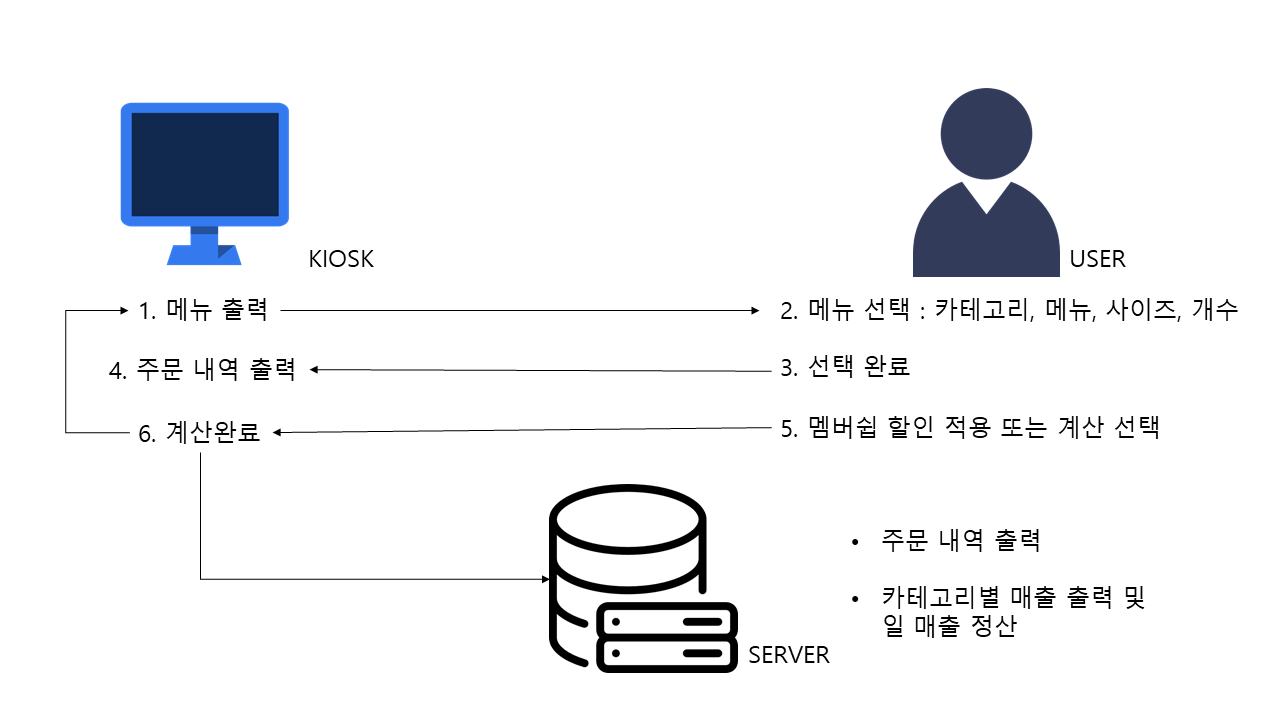 KIOSK
USER
1. 메뉴 출력
2. 메뉴 선택 : 카테고리, 메뉴, 사이즈, 개수
4. 주문 내역 출력
3. 선택 완료
6. 계산완료
5. 멤버쉽 할인 적용 또는 계산 선택
• 주문 내역 출력
• 카테고리별 매출 출력 및
일 매출 정산
SERVER